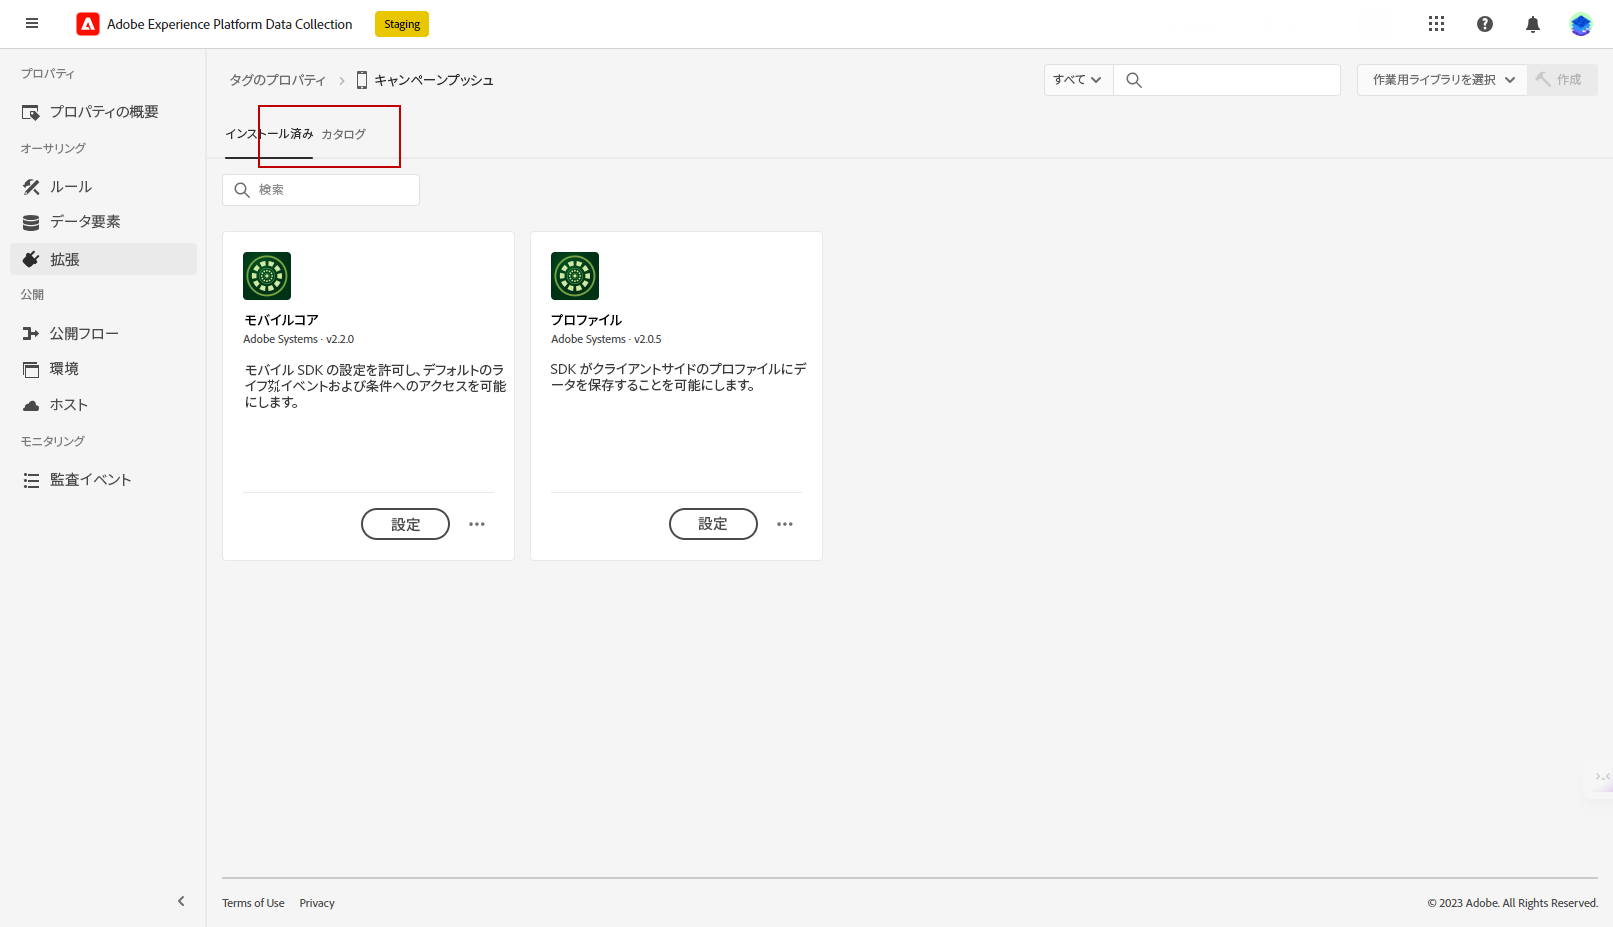 Adobe Experience Platform Data Collection
Staging
プロパティ
プロパティの概要
オーサリング
ルール
データ要素
拡張
公開
公開フロー
環境
ホスト
モニタリング
監査イベント
タグのプロパティ
キャンペーンプッシュ
すべて
作業用ライブラリを選択
作成
インストール済み
カタログ
検索
モバイルコア
Adobe Systems · v2.2.0
モバイル SDK の設定を許可し、デフォルトのラ
イフ イベントおよび条件へのアクセスを可能
にします。
設定
プロファイル
Adobe Systems · v2.0.5
SDK がクライアントサイドのプロファイルにデ
ータを保存することを可能にします。
設定
Terms of Use
Privacy
© 2023 Adobe. All Rights Reserved.